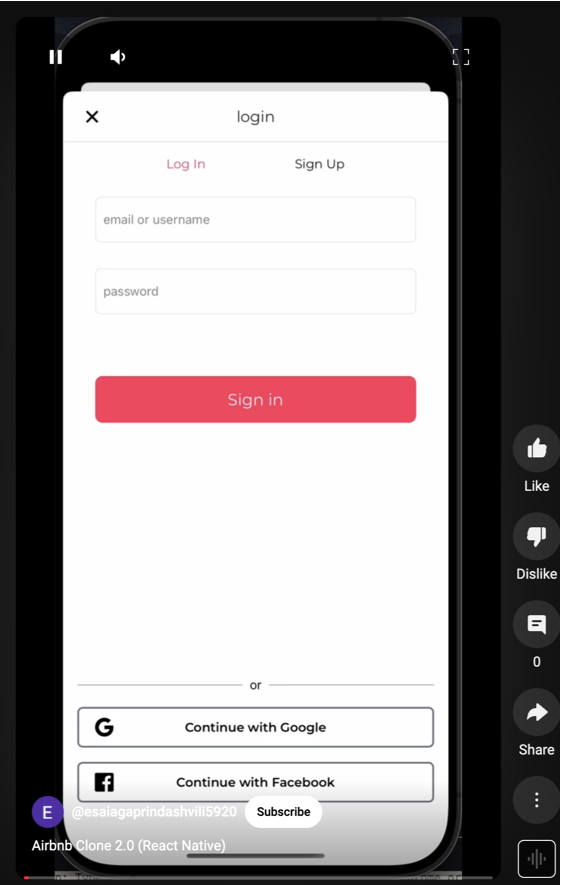 login
Log In
Sign Up
email or username
password
Sign in
or
Continue with Google
Continue with Facebook
E
@esaiagaprindashvili5920
Subscribe
Airbnb Clone 2.0 (React Native)
Like
Dislike
0
Share